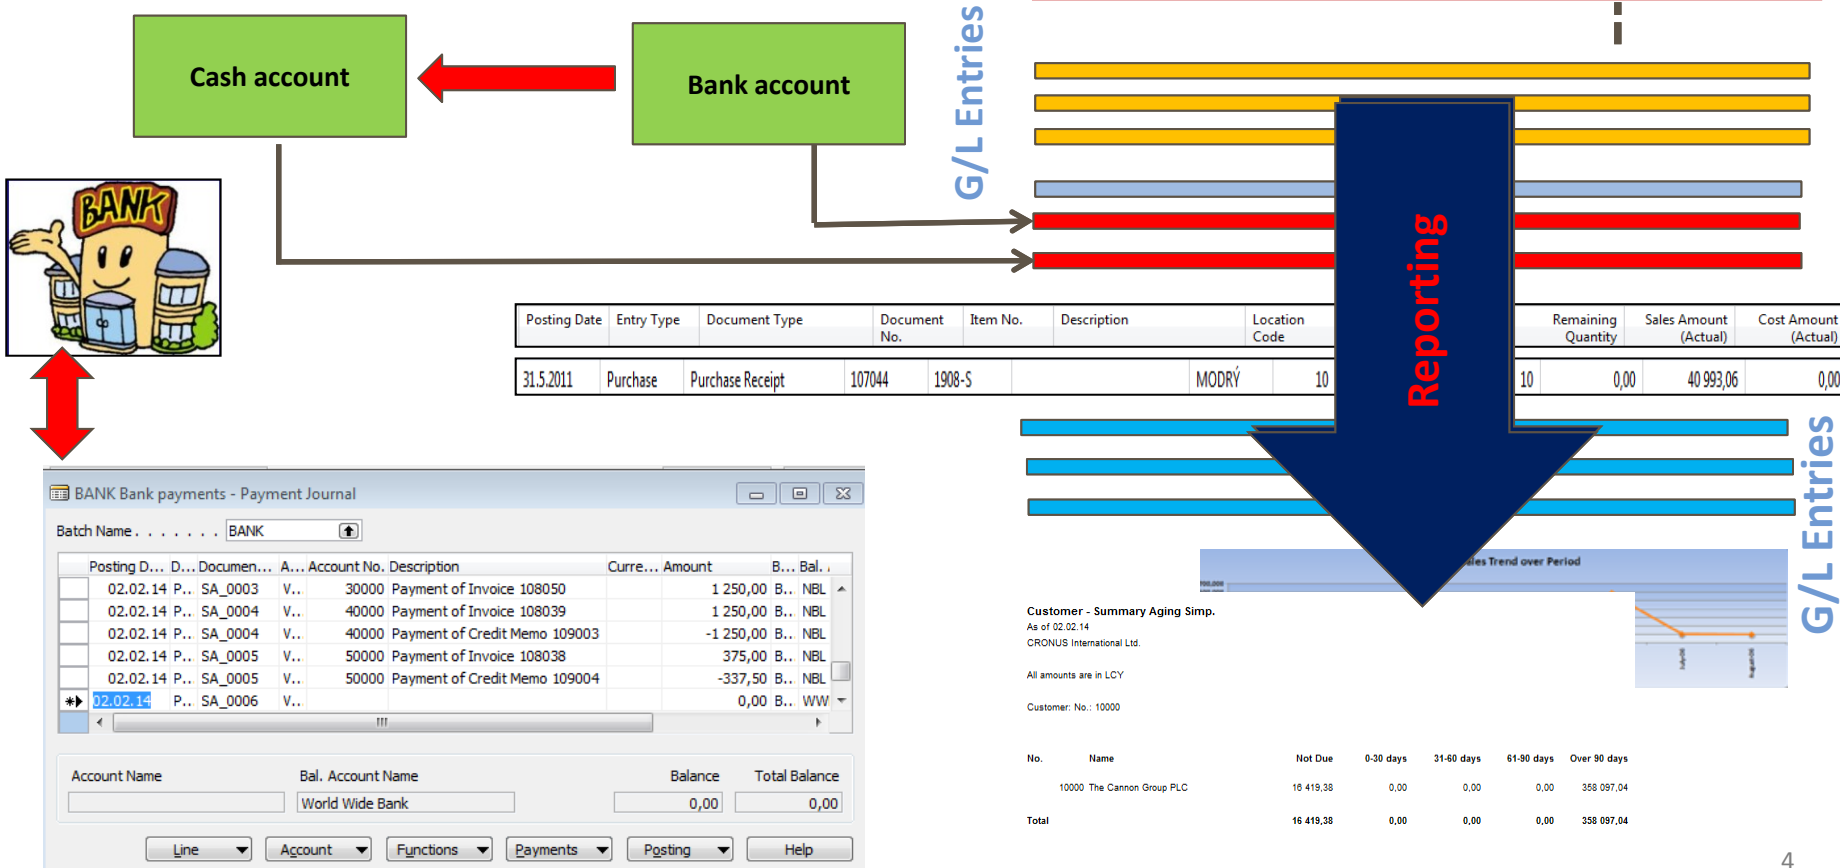 G/L Entries
Cash account
Bank account
BANK
Reporting
Posting Date Entry Type Document Type Document No. Item No. Description Location Code Remaining Quantity Sales Amount (Actual) Cost Amount (Actual)
31.5.2011 Purchase Purchase Receipt 107044 1908-S MODRÝ 10 10 0,00 40 993,06 0,00
G/L Entries
BANK Bank payments - Payment Journal
Batch Name . . . . . . . BANK
Posting D... D... Documen... A... Account No. Description Curre... Amount B... Bal.
02.02.14 P... SA_0003 V... 30000 Payment of Invoice 108050 1 250,00 B... NBL
02.02.14 P... SA_0004 V... 40000 Payment of Invoice 108039 1 250,00 B... NBL
02.02.14 P... SA_0004 V... 40000 Payment of Credit Memo 109003 -1 250,00 B... NBL
02.02.14 P... SA_0005 V... 50000 Payment of Invoice 108038 375,00 B... NBL
02.02.14 P... SA_0005 V... 50000 Payment of Credit Memo 109004 -337,50 B... NBL
02.02.14 P... SA_0006 V... 0,00 B... WW
Account Name Bal. Account Name Balance Total Balance
World Wide Bank 0,00 0,00
Line Account Functions Payments Posting Help
Trend over Period
July-08
August-08
Customer - Summary Aging Simp.
As of 02.02.14
CRONUS International Ltd.
All amounts are in LCY
Customer: No.: 10000
No. Name Not Due 0-30 days 31-60 days 61-90 days Over 90 days
10000 The Cannon Group PLC 16 419,38 0,00 0,00 0,00 358 097,04
Total 16 419,38 0,00 0,00 0,00 358 097,04
4